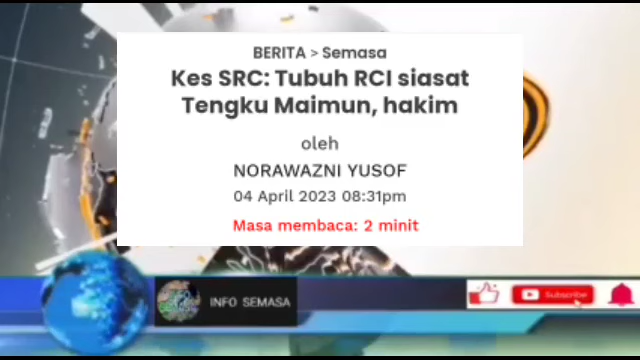 BERITA > Semasa
Kes SRC: Tubuh RCI siasat
Tengku Maimun, hakim
oleh
NORAWAZNI YUSOF
04 April 2023 08:31pm
Masa membaca: 2 minit
INFO SEMASA
Subscribe